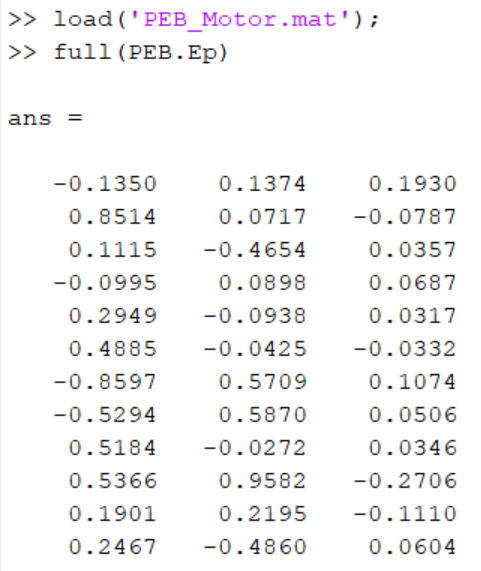 >> load('PEB_Motor.mat');
>> full(PEB.Ep)
ans =
-0.1350 0.1374 0.1930
0.8514 0.0717 -0.0787
0.1115 -0.4654 0.0357
-0.0995 0.0898 0.0687
0.2949 -0.0938 0.0317
0.4885 -0.0425 -0.0332
-0.8597 0.5709 0.1074
-0.5294 0.5870 0.0506
0.5184 -0.0272 0.0346
0.5366 0.9582 -0.2706
0.1901 0.2195 -0.1110
0.2467 -0.4860 0.0604